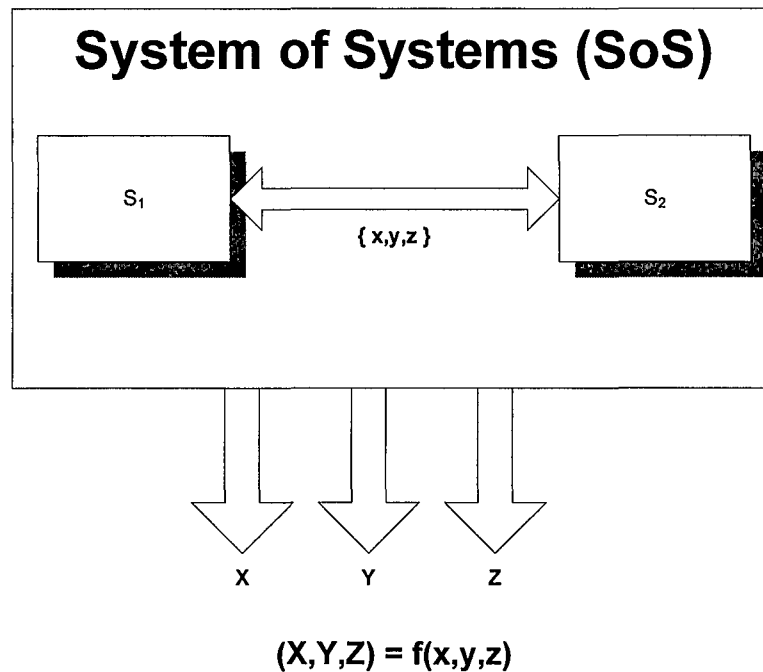 System of Systems (SoS)
S₁
S₂
{ x,y,z }
X
Y
Z
(X,Y,Z) = f(x,y,z)